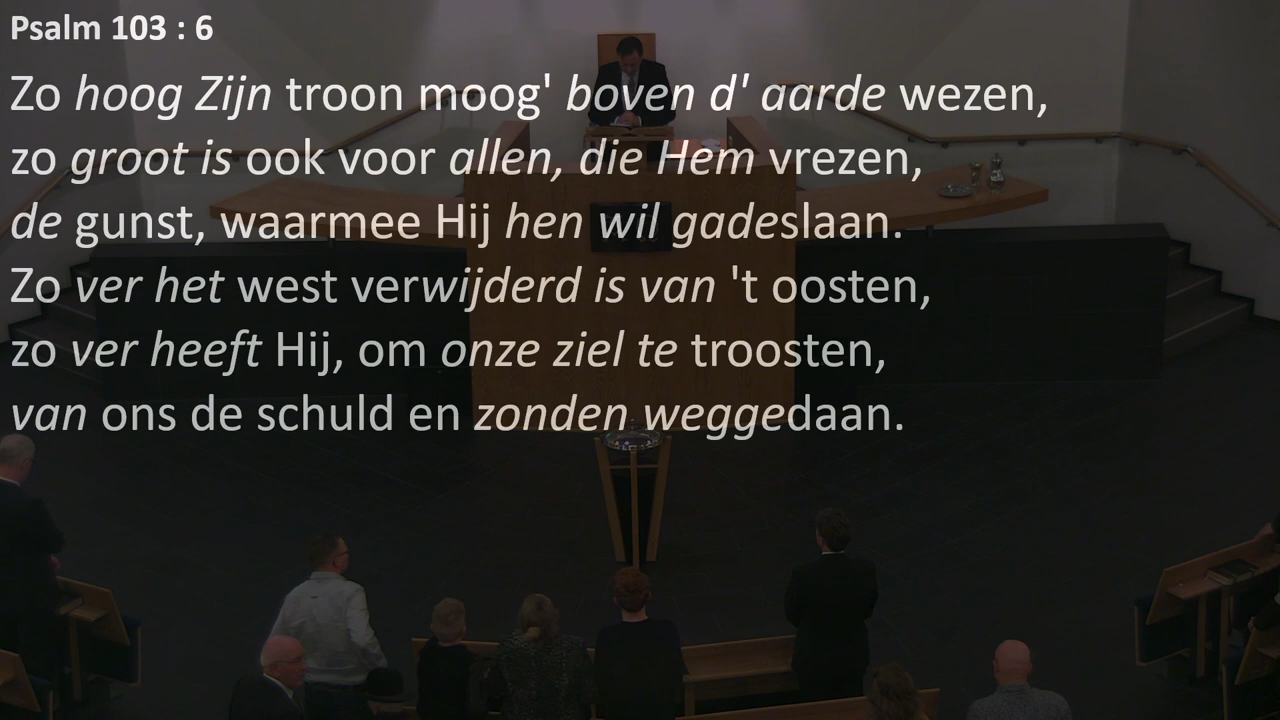 Psalm 103 : 6
Zo hoog Zijn troon moog' boven d' aarde wezen,
zo groot is ook voor allen, die Hem vrezen,
de gunst, waarmee Hij hen wil gadeslaan.
Zo ver het west verwijderd is van 't oosten,
zo ver heeft Hij, om onze ziel te troosten,
van ons de schuld en zonden weggedaan.